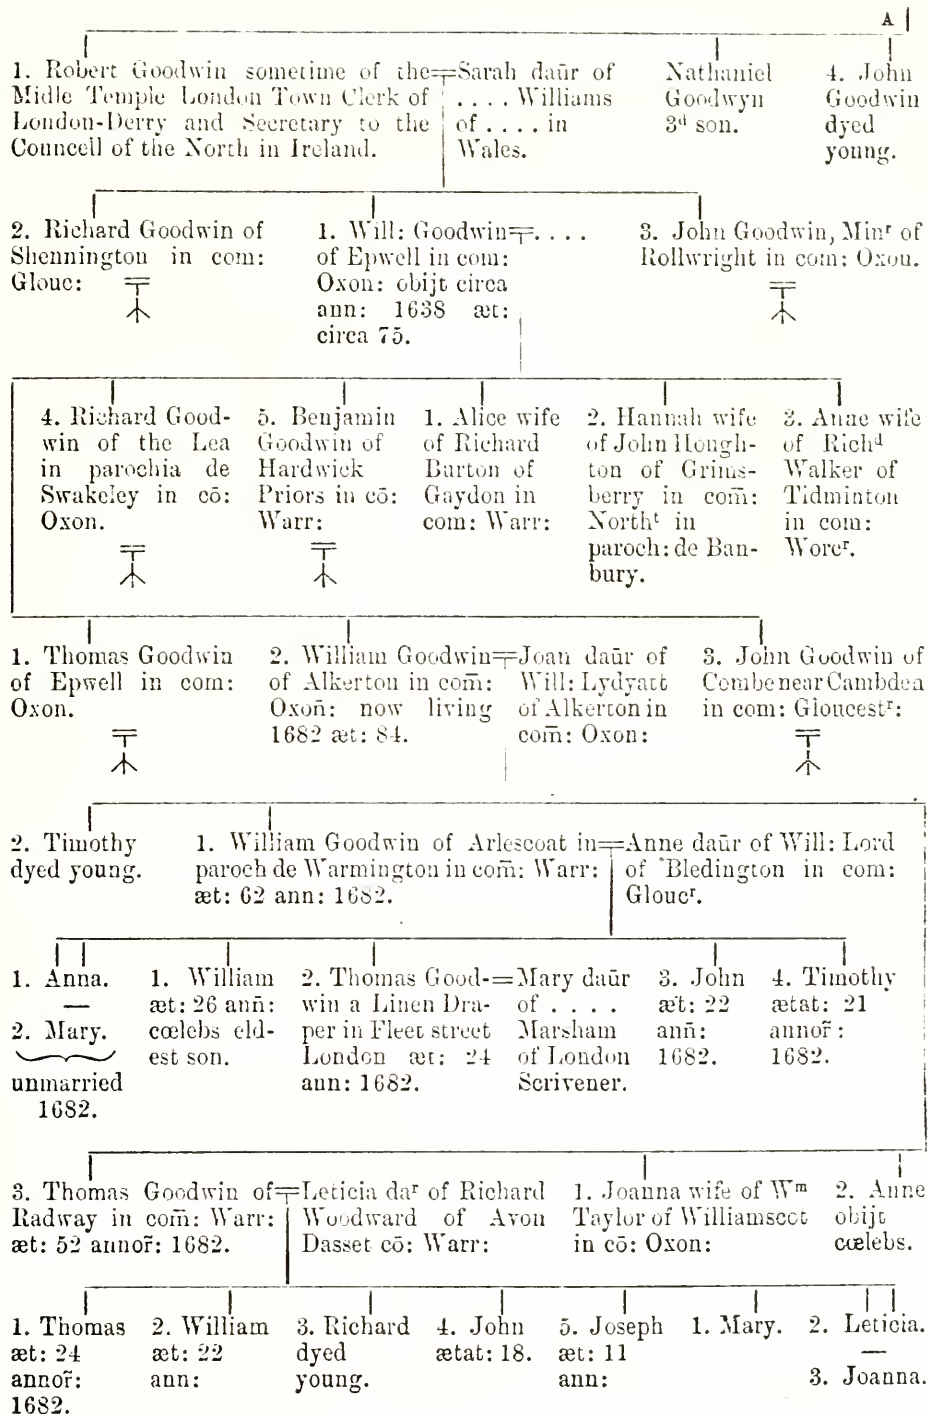 A
1. Robert Goodwin sometime of the
Midle Temple London Town Clerk of
London-Derry and Secretary to the
Councell of the North in Ireland.
Sarah daūr of
. . . . Williams
of . . . . in
Wales.
Nathaniel
Goodwyn
3ᵈ son.
4. John
Goodwin
dyed
young.
2. Richard Goodwin of
Shennington in com:
Glouc:
1. Will: Goodwin
of Epwell in com:
Oxon: obijt circa
ann: 1638 æt:
circa 75.
. . . .
3. John Goodwin, Minʳ of
Rollwright in com: Oxon.
4. Richard Good-
win of the Lea
in parochia de
Swakeley in cō:
Oxon.
5. Benjamin
Goodwin of
Hardwick
Priors in cō:
Warr:
1. Alice wife
of Richard
Barton of
Gaydon in
com: Warr:
2. Hannah wife
of John Hough-
ton of Grims-
berry in com̄:
Northᵗ in
paroch: de Ban-
bury.
3. Anne wife
of Richᵈ
Walker of
Tidminton
in com:
Worcʳ.
1. Thomas Goodwin
of Epwell in com:
Oxon.
2. William Goodwin
of Alkerton in com̄:
Oxon̄: now living
1682 æt: 84.
Joan daūr of
Will: Lydyatt
of Alkerton in
com̄: Oxon:
3. John Goodwin of
Combe near Cambden
in com: Gloucestʳ:
2. Timothy
dyed young.
1. William Goodwin of Arlescoat in
paroch de Warmington in com̄: Warr:
æt: 62 ann: 1682.
Anne daūr of Will: Lord
of Bledington in com:
Gloucʳ.
1. Anna.
—
2. Mary.
unmarried
1682.
1. William
æt: 26 ann̄:
cœlebs eld-
est son.
2. Thomas Good-
win a Linen Dra-
per in Fleet street
London æt: 24
ann: 1682.
Mary daūr
of . . . .
Marsham
of London
Scrivener.
3. John
æt: 22
ann̄:
1682.
4. Timothy
ætat: 21
annor̃:
1682.
3. Thomas Goodwin of
Radway in com̄: Warr:
æt: 52 annor̃: 1682.
Leticia daʳ of Richard
Woodward of Avon
Dasset cō: Warr:
1. Joanna wife of Wᵐ
Taylor of Williamscot
in cō: Oxon:
2. Anne
obijt
cœlebs.
1. Thomas
æt: 24
annor̃:
1682.
2. William
æt: 22
ann:
3. Richard
dyed
young.
4. John
ætat: 18.
5. Joseph
æt: 11
ann:
1. Mary.
2. Leticia.
—
3. Joanna.